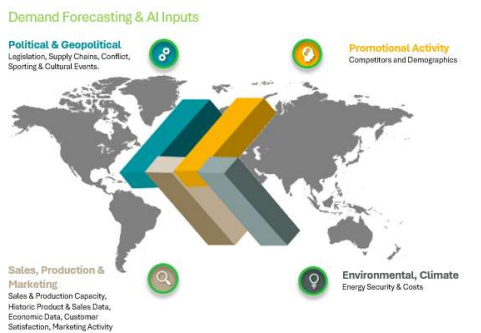 Demand Forecasting & AI Inputs
Political & Geopolitical
Legislation, Supply Chains, Conflict,
Sporting & Cultural Events.
Promotional Activity
Competitors and Demographics
Sales, Production &
Marketing
Sales & Production Capacity,
Historic Product & Sales Data,
Economic Data, Customer
Satisfaction, Marketing Activity
Environmental, Climate
Energy Security & Costs